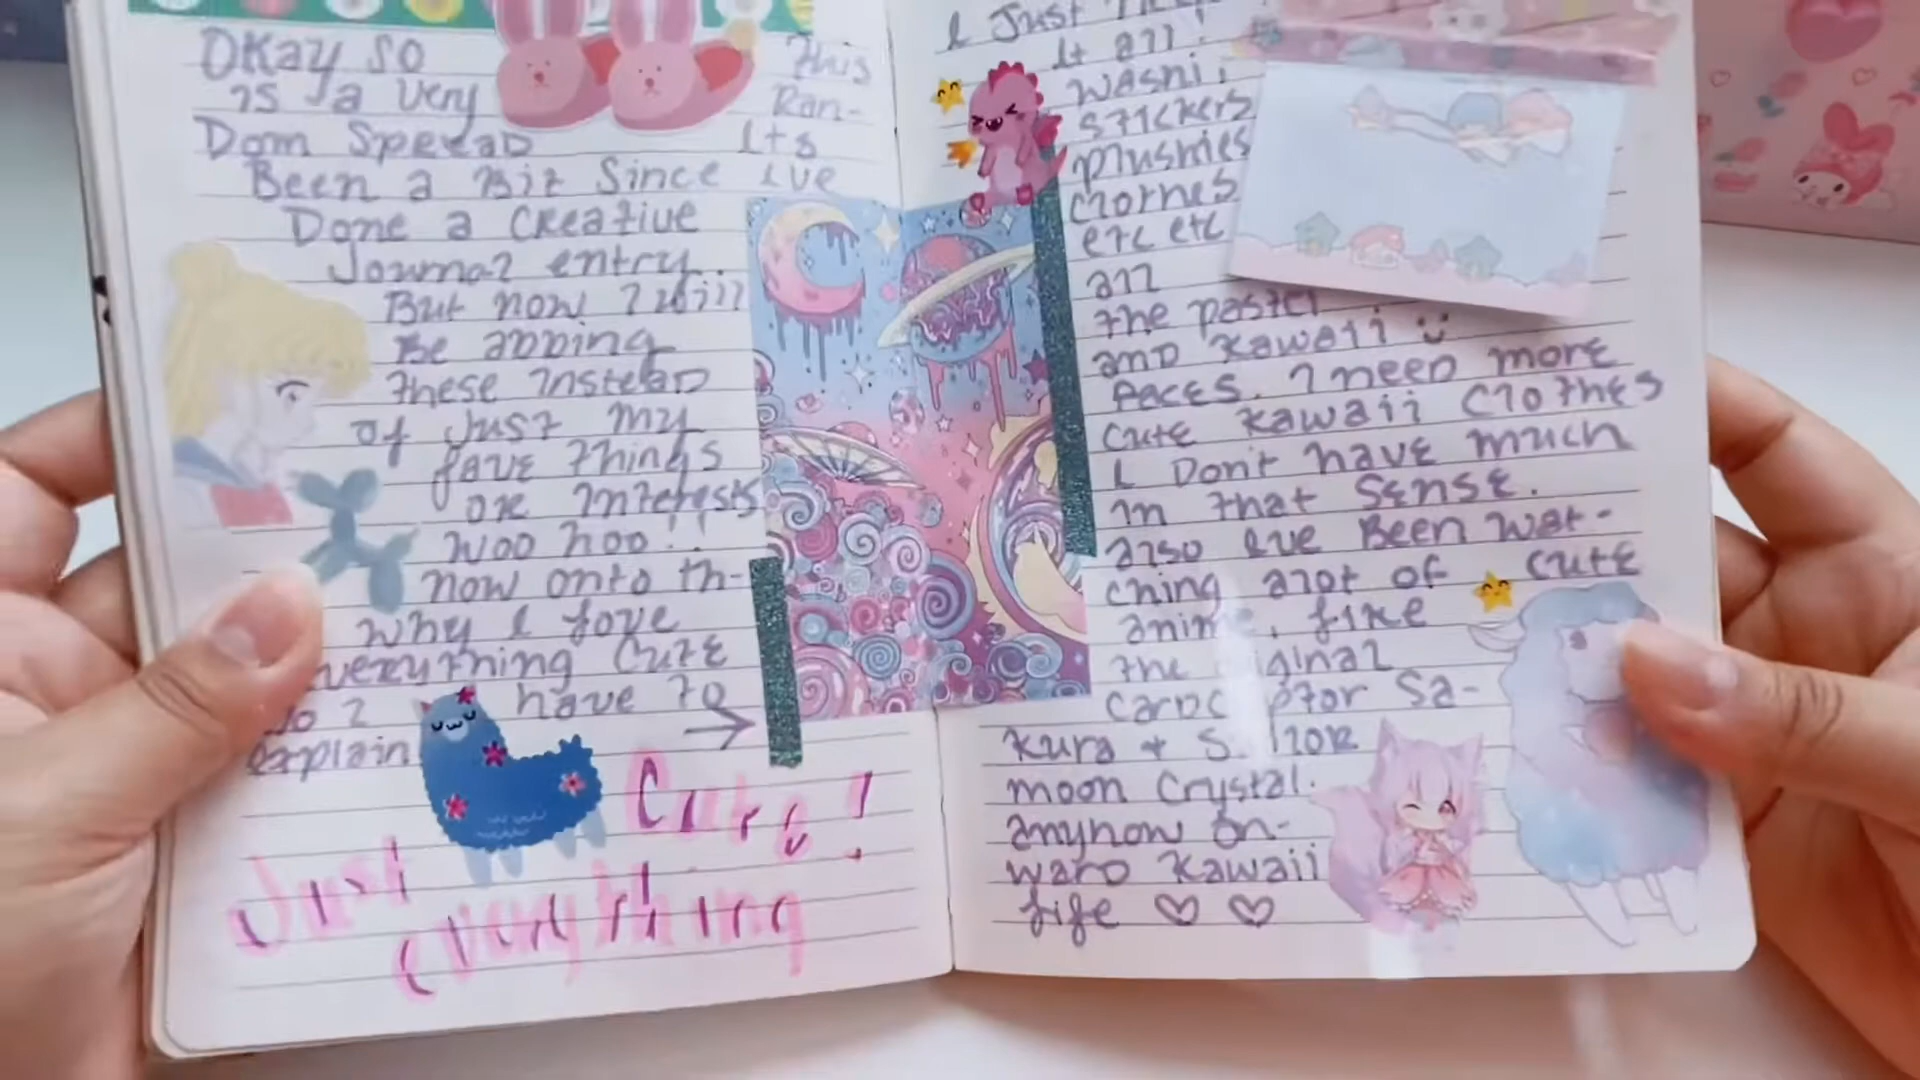 Okay so This
is a very Ran-
Dom Spread Its
Been a Biz Since Ive
Done a Creative
Journal entry.
But now I will
Be adding
these instead
of Just my
fave things
or Interests
Woo hoo!!
now onto th-
Why I love
everything Cute
Do I have to
explain
Just Cute!
everything
I Just
It all!
Washi,
Stickers
plushies
Clothes
etc etc
all
the pastel
and kawaii
Paces. I need more
Cute Kawaii Clothes
I Don't have much
in that Sense.
also Ive Been wat-
ching alot of Cute
anime, like
the original
Cardcaptor Sa-
kura + Sailor
moon Crystal.
anyhow on-
ward Kawaii
life ♡ ♡